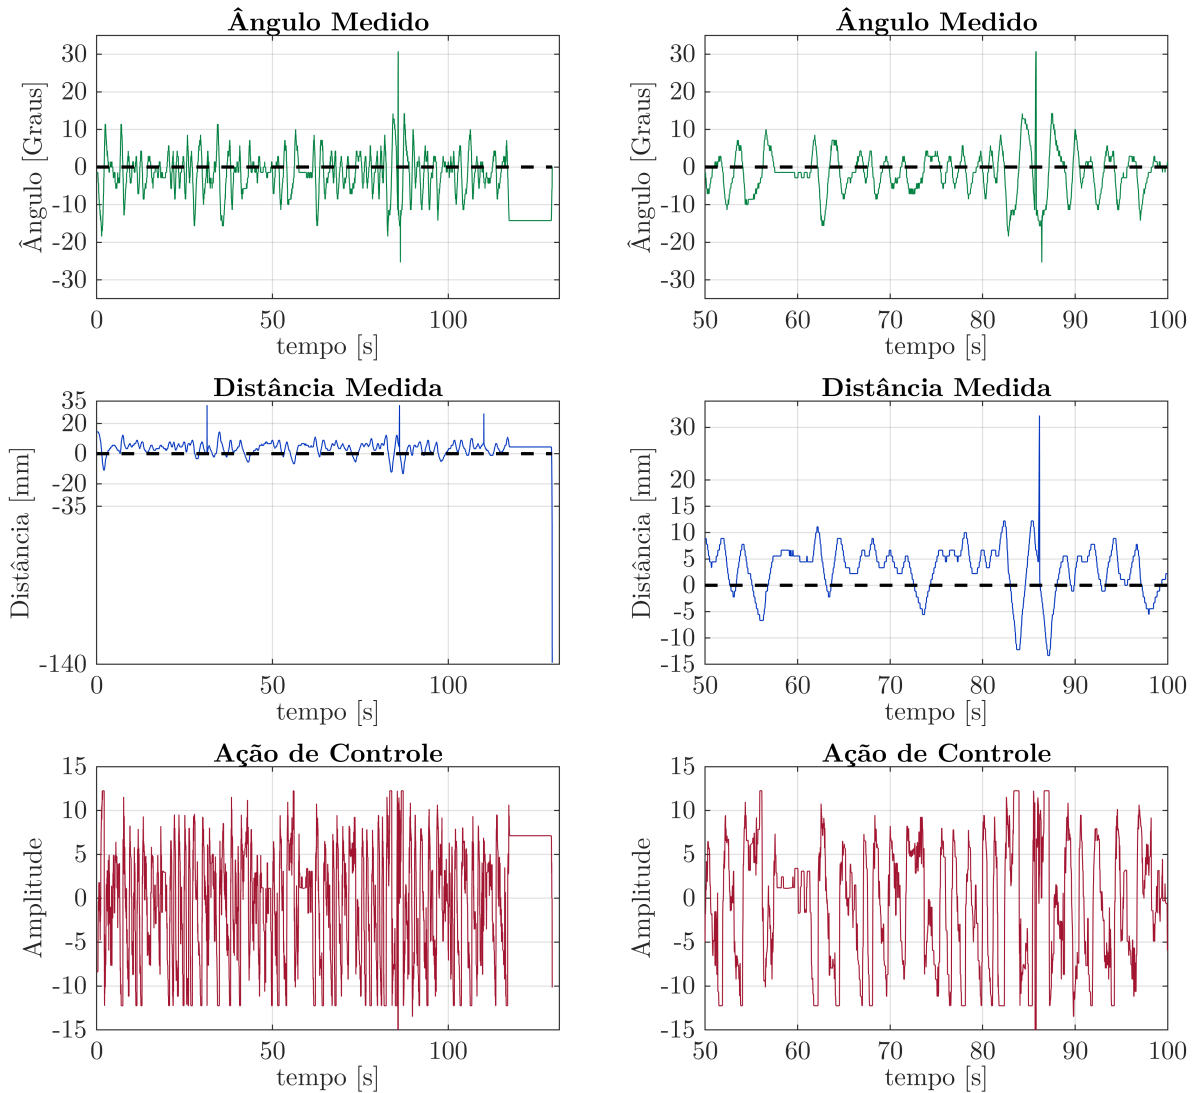 Ângulo Medido
Ângulo [Graus]
30
20
10
0
-10
-20
-30
0 50 100
tempo [s]
Ângulo Medido
Ângulo [Graus]
30
20
10
0
-10
-20
-30
50 60 70 80 90 100
tempo [s]
Distância Medida
Distância [mm]
35
20
0
-20
-35
-140
0 50 100
tempo [s]
Distância Medida
Distância [mm]
30
20
15
10
5
0
-5
-10
-15
50 60 70 80 90 100
tempo [s]
Ação de Controle
Amplitude
15
10
5
0
-5
-10
-15
0 50 100
tempo [s]
Ação de Controle
Amplitude
15
10
5
0
-5
-10
-15
50 60 70 80 90 100
tempo [s]